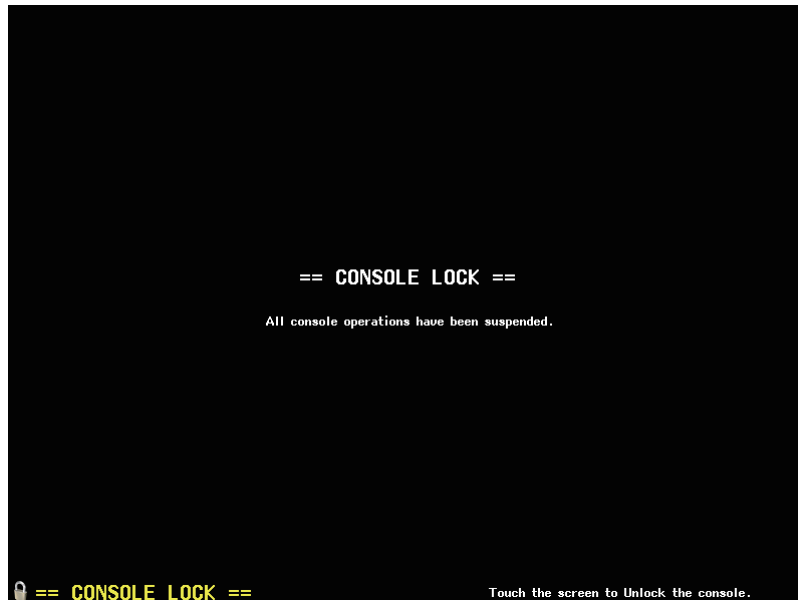 == CONSOLE LOCK ==
All console operations have been suspended.
== CONSOLE LOCK ==
Touch the screen to Unlock the console.